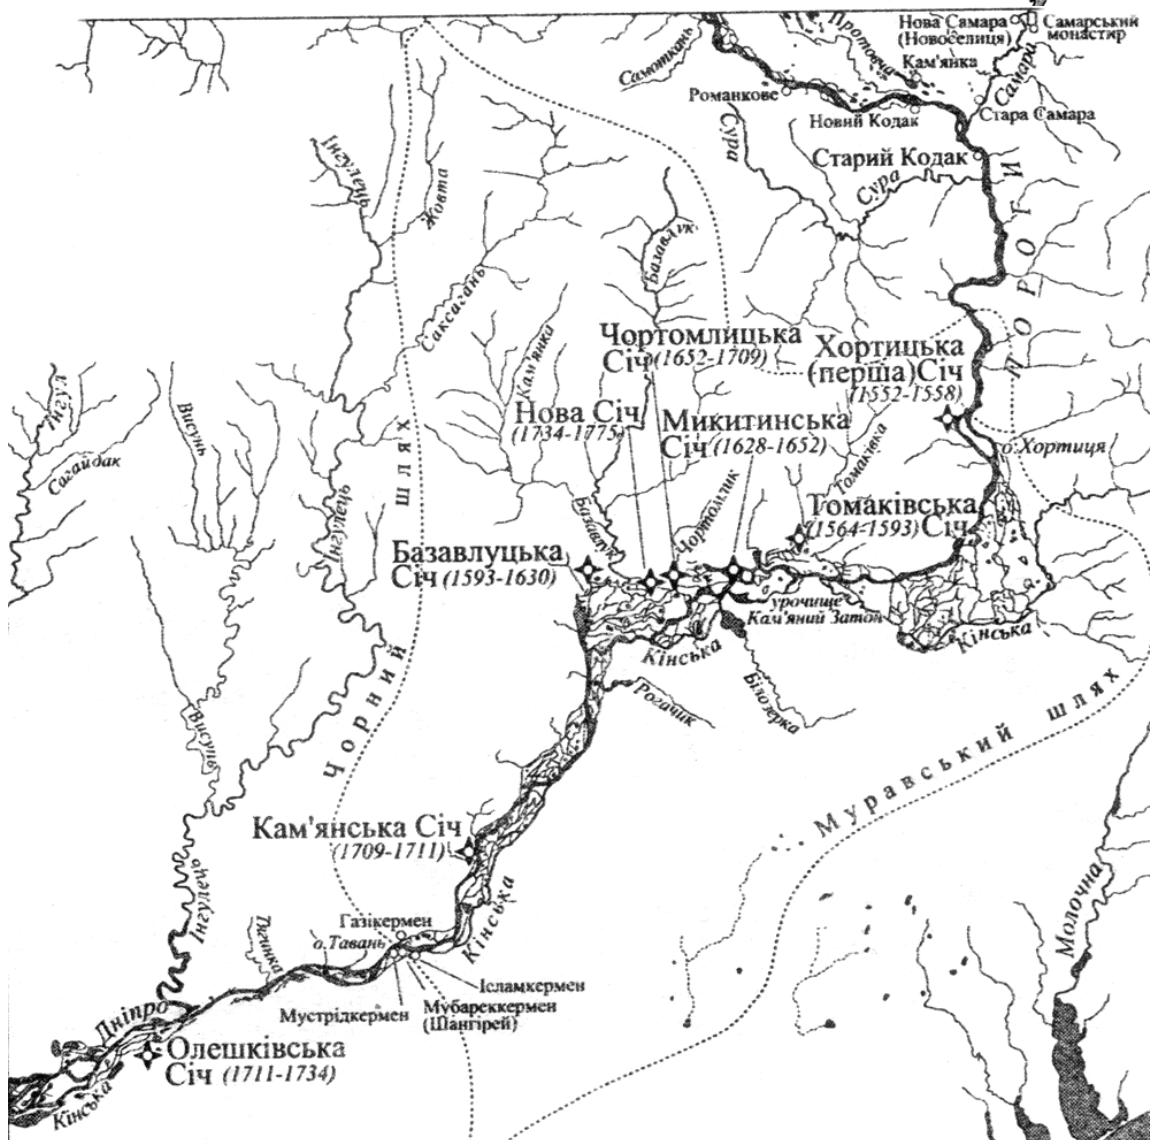 Нова Самара
(Новоселиця)
Самарський
монастир
Протовча
Самоткань
Кам'янка
Самара
Романкове
Новий Кодак
Стара Самара
Сура
Старий Кодак
Сура
ПОРОГИ
Інгулець
Жовта
Базавлук
Саксагань
Кам'янка
Чортомлицька
Січ (1652-1709)
Хортицька
(перша) Січ
(1552-1558)
Нова Січ
(1734-1775)
Микитинська
Січ (1628-1652)
Інгул
Висунь
Сагайдак
шлях
о.Хортиця
Томаківка
Інгулець
Базавлук
Чортомлик
Томаківська
(1564-1593) Січ
Базавлуцька
Січ (1593-1630)
урочище
Кам'яний Затон
Кінська
Кінська
Рогачик
Білозерка
Чорний
Висунь
Муравський шлях
Кам'янська Січ
(1709-1711)
Інгулець
Кінська
Молочна
Газікермен
о.Тавань
Тягинка
Ісламкермен
Мустрідкермен
Мубареккермен
(Шангірей)
Дніпро
Олешківська
Січ (1711-1734)
Кінська